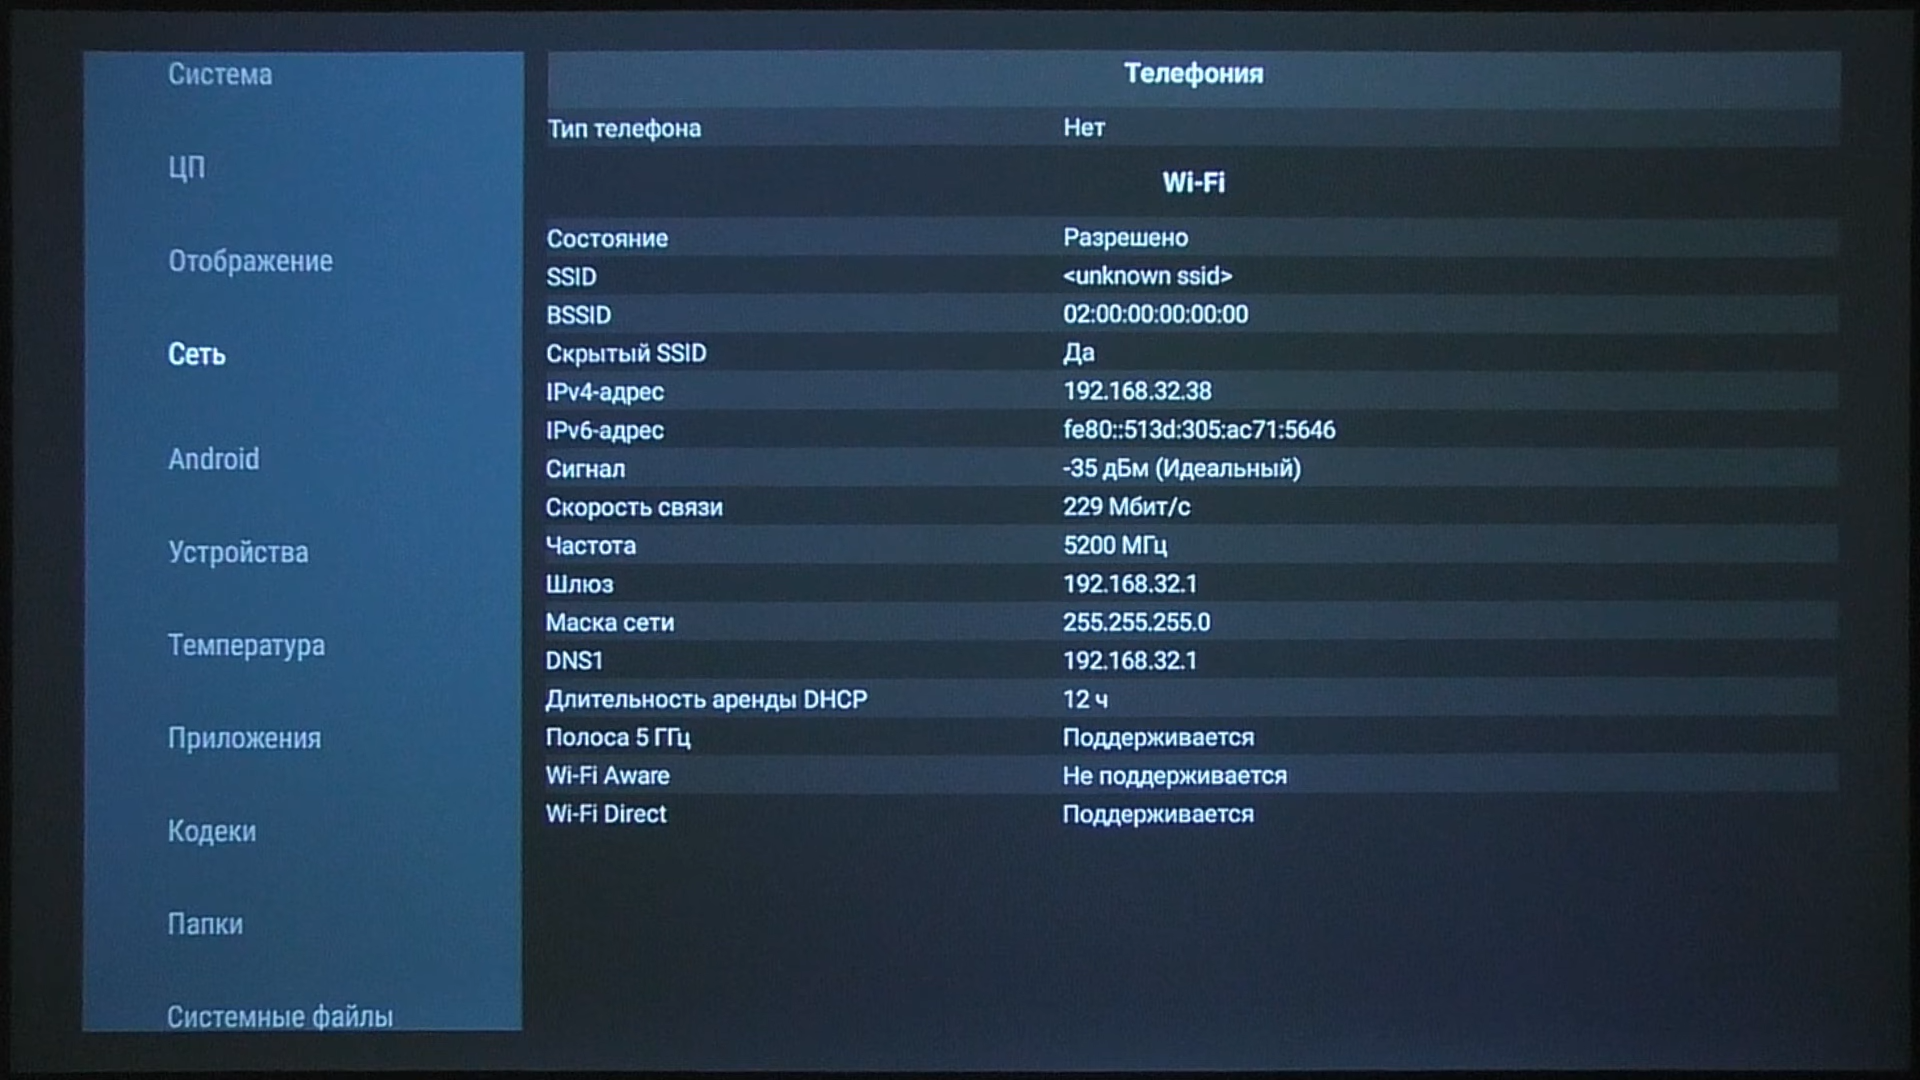 Система
ЦП
Отображение
Сеть
Android
Устройства
Температура
Приложения
Кодеки
Папки
Системные файлы
Телефония
Тип телефона Нет
Wi-Fi
Состояние Разрешено
SSID <unknown ssid>
BSSID 02:00:00:00:00:00
Скрытый SSID Да
IPv4-адрес 192.168.32.38
IPv6-адрес fe80::513d:305:ac71:5646
Сигнал -35 дБм (Идеальный)
Скорость связи 229 Мбит/с
Частота 5200 МГц
Шлюз 192.168.32.1
Маска сети 255.255.255.0
DNS1 192.168.32.1
Длительность аренды DHCP 12 ч
Полоса 5 ГГц Поддерживается
Wi-Fi Aware Не поддерживается
Wi-Fi Direct Поддерживается